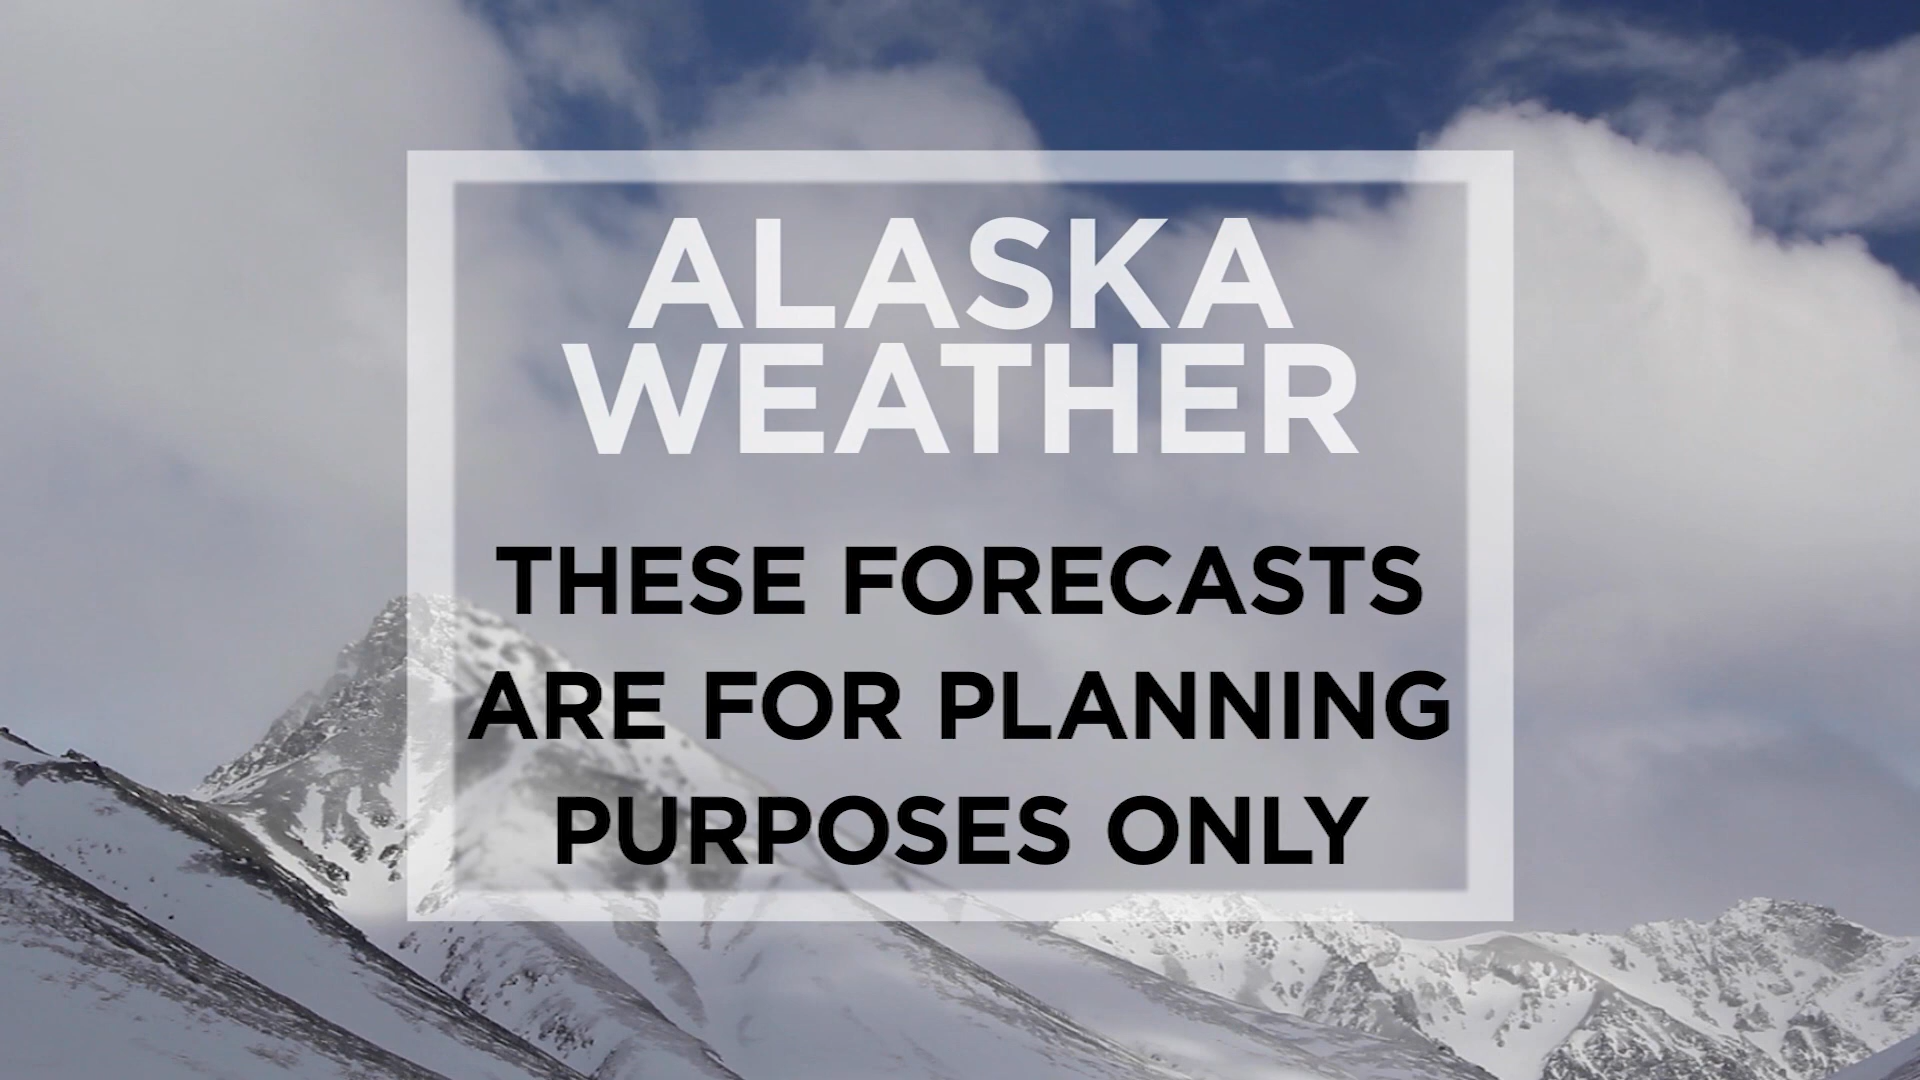 ALASKA
WEATHER
THESE FORECASTS
ARE FOR PLANNING
PURPOSES ONLY